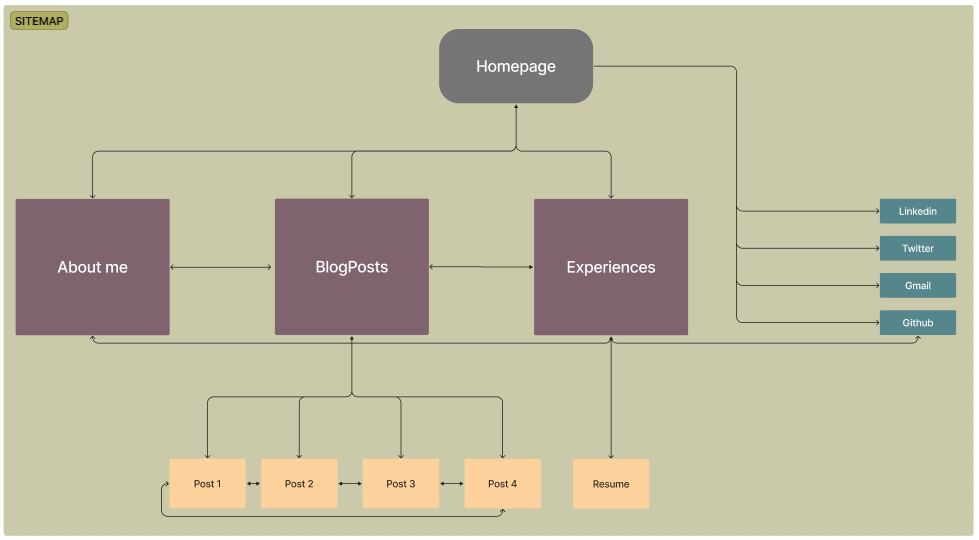 SITEMAP
Homepage
About me
BlogPosts
Experiences
Linkedin
Twitter
Gmail
Github
Post 1
Post 2
Post 3
Post 4
Resume